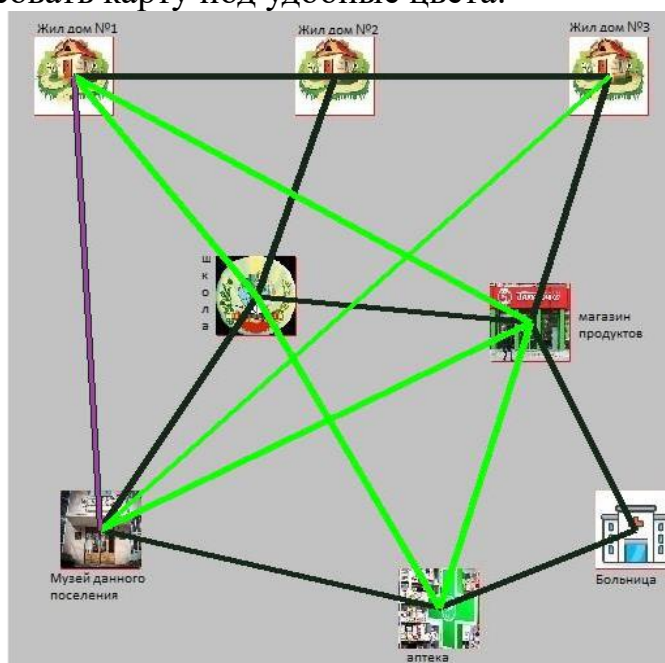 овать карту под удобные цвета.
Жил дом №1
Жил дом №2
Жил дом №3
ш
к
о
л
а
магазин
продуктов
Музей данного
поселения
Больница
аптека